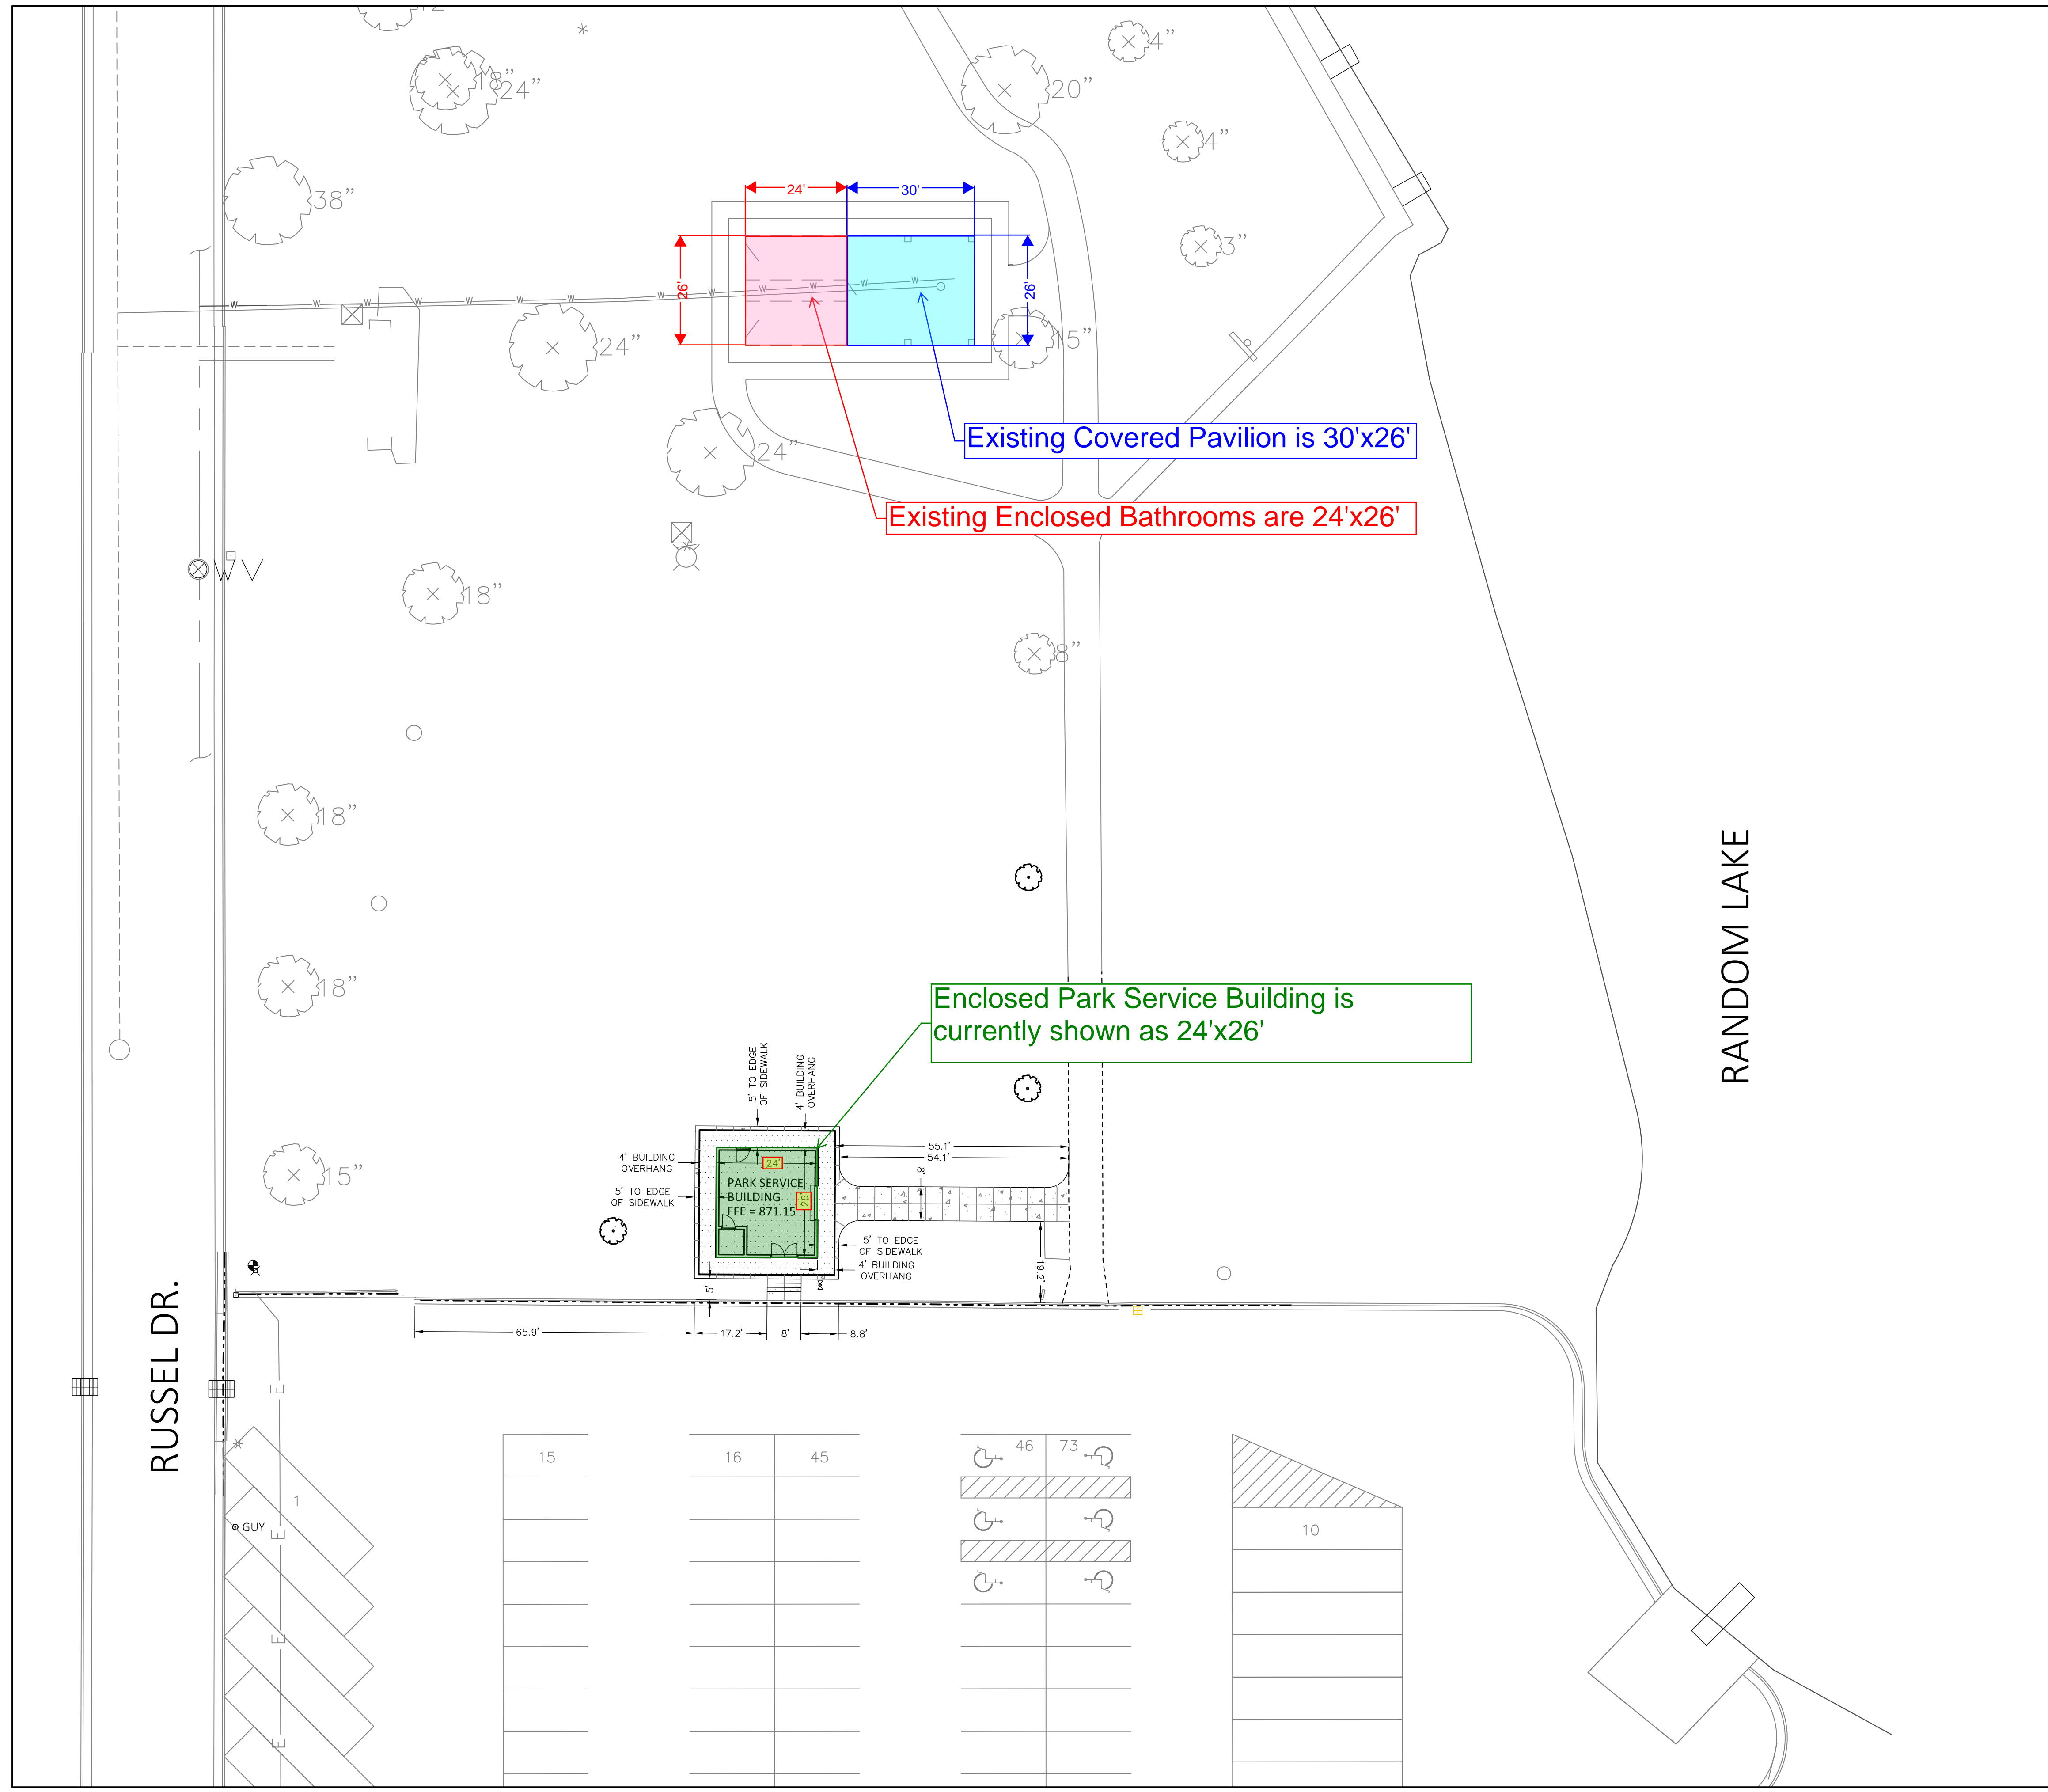 12"
18"
24"
20"
4"
4"
38"
3"
24'
30'
26'
26'
W W W W W W W W W W W W
24"
15"
24"
Existing Covered Pavilion is 30'x26'
Existing Enclosed Bathrooms are 24'x26'
WV
18"
8"
18"
18"
15"
RANDOM LAKE
Enclosed Park Service Building is
currently shown as 24'x26'
5' TO EDGE
OF SIDEWALK
4' BUILDING
OVERHANG
4' BUILDING
OVERHANG
5' TO EDGE
OF SIDEWALK
24'
26'
PARK SERVICE
BUILDING
FFE = 871.15
55.1'
54.1'
8'
5' TO EDGE
OF SIDEWALK
4' BUILDING
OVERHANG
19.2'
5'
65.9'
17.2'
8'
8.8'
RUSSEL DR.
E
E
E
E
GUY
1
15
16
45
46
73
10